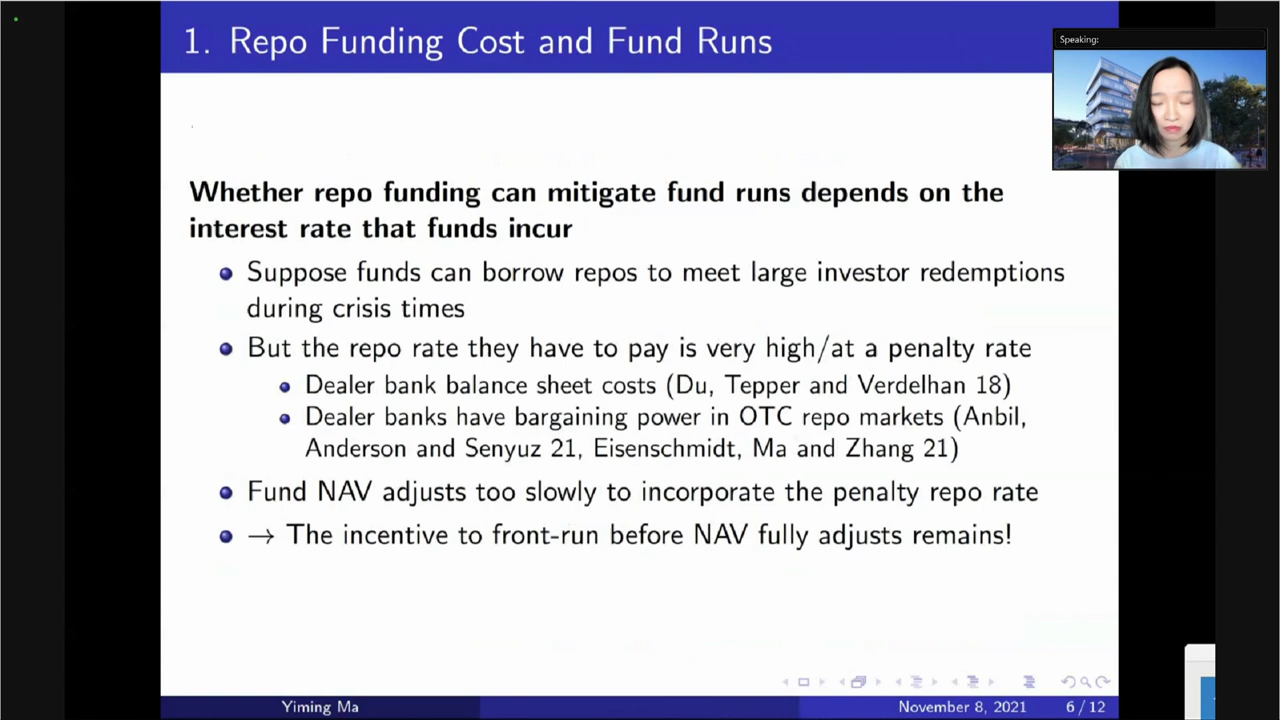 1. Repo Funding Cost and Fund Runs
Speaking:
Whether repo funding can mitigate fund runs depends on the
interest rate that funds incur
Suppose funds can borrow repos to meet large investor redemptions
during crisis times
But the repo rate they have to pay is very high/at a penalty rate
Dealer bank balance sheet costs (Du, Tepper and Verdelhan 18)
Dealer banks have bargaining power in OTC repo markets (Anbil,
Anderson and Senyuz 21, Eisenschmidt, Ma and Zhang 21)
Fund NAV adjusts too slowly to incorporate the penalty repo rate
→ The incentive to front-run before NAV fully adjusts remains!
Yiming Ma
November 8, 2021
6 / 12